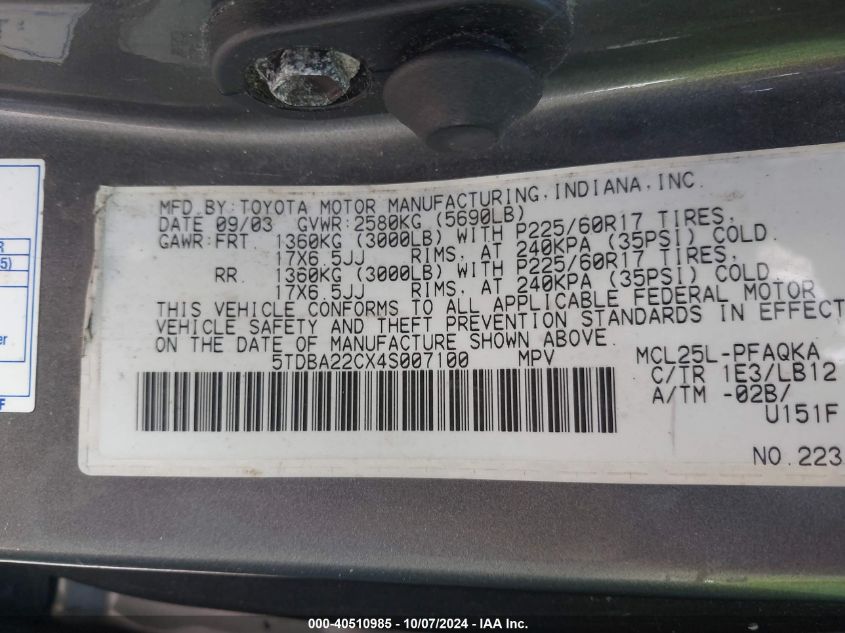 MFD.BY:TOYOTA MOTOR MANUFACTURING,INDIANA,INC.
DATE 09/03 GVWR:2580KG (5690LB)
GAWR:FRT 1360KG (3000LB) WITH P225/60R17 TIRES,
17X6.5JJ RIMS, AT 240KPA (35PSI) COLD.
RR 1360KG (3000LB) WITH P225/60R17 TIRES,
17X6.5JJ RIMS, AT 240KPA (35PSI) COLD.
THIS VEHICLE CONFORMS TO ALL APPLICABLE FEDERAL MOTOR
VEHICLE SAFETY AND THEFT PREVENTION STANDARDS IN EFFECT
ON THE DATE OF MANUFACTURE SHOWN ABOVE.
5TDBA22CX4S007100 MPV MCL25L-PFAQKA
C/TR 1E3/LB12
A/TM -02B/
U151F
NO.223
R
5)
er
F
000-40510985 - 10/07/2024 - IAA Inc.